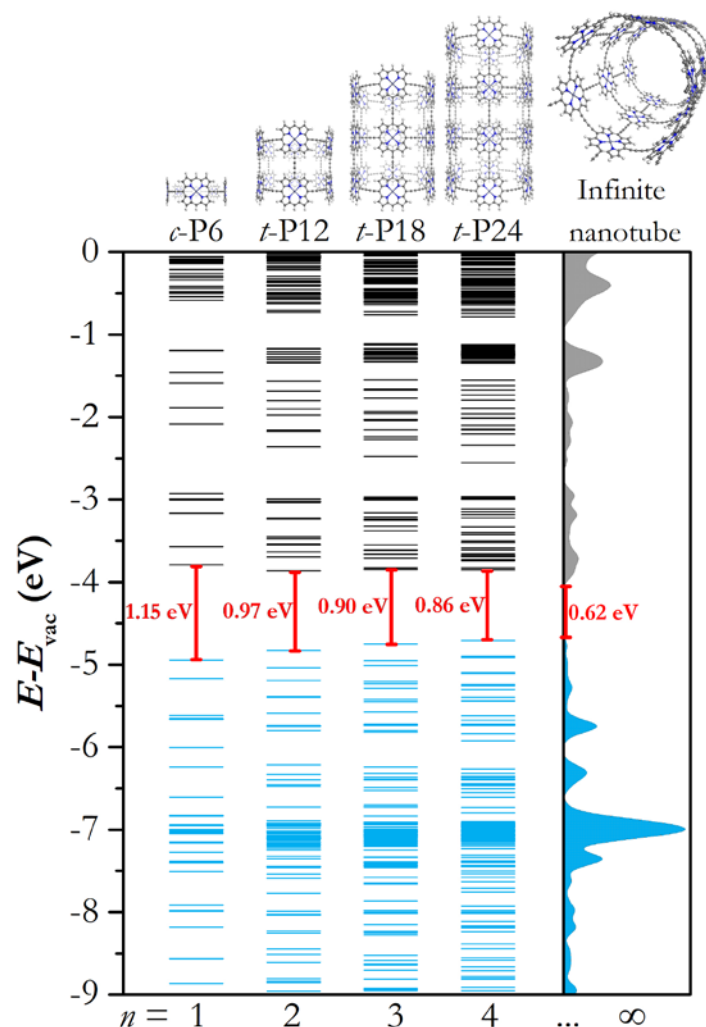 Infinite
c-P6 t-P12 t-P18 t-P24 nanotube
0
-1
-2
-3
-4
1.15 eV 0.97 eV 0.90 eV 0.86 eV 0.62 eV
-5
-6
-7
-8
-9
E-Evac (eV)
n = 1 2 3 4 ... ∞